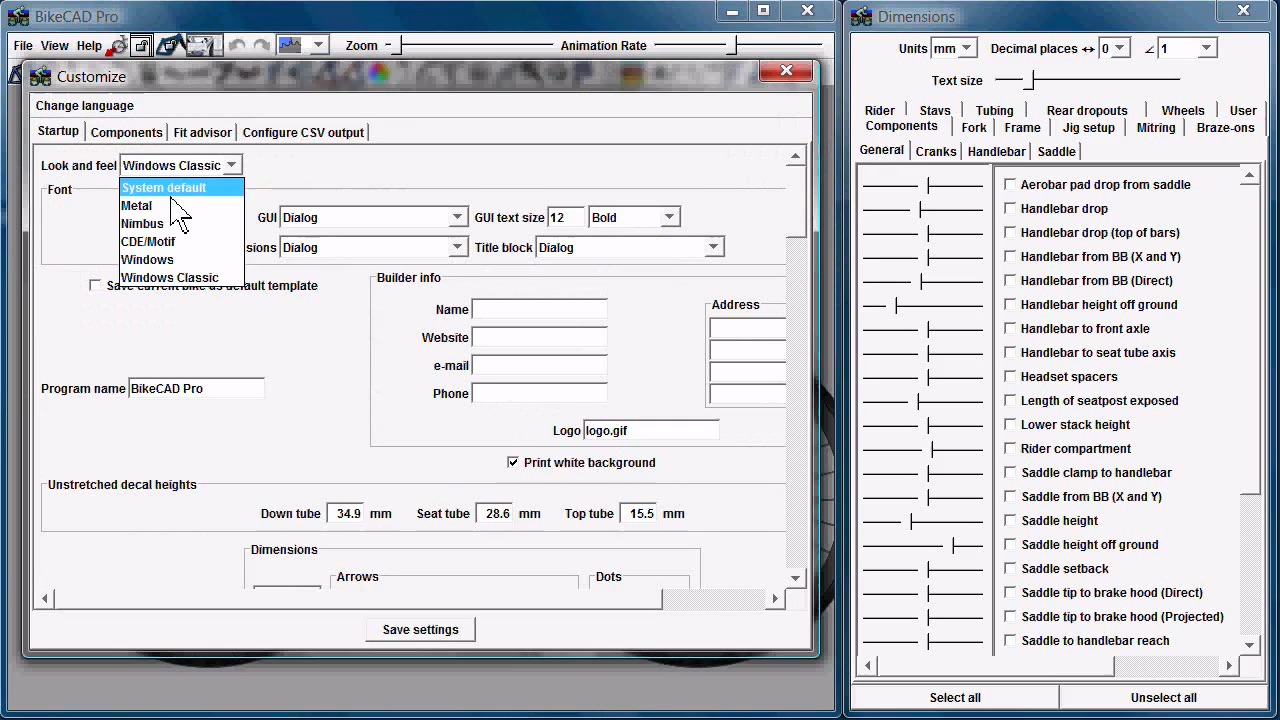 BikeCAD Pro
File View Help Zoom Animation Rate
Customize
Change language
Startup Components Fit advisor Configure CSV output
Look and feel Windows Classic
System default
Metal
Nimbus
CDE/Motif
Windows
Windows Classic
Font
GUI Dialog GUI text size 12 Bold
sions Dialog Title block Dialog
default template
Builder info
Name
Website
e-mail
Phone
Address
Program name BikeCAD Pro
Logo logo.gif
Print white background
Unstretched decal heights
Down tube 34.9 mm Seat tube 28.6 mm Top tube 15.5 mm
Dimensions
Arrows Dots
Save settings
Dimensions
Units mm Decimal places ↔ 0 ∠ 1
Text size
Rider Stavs Tubing Rear dropouts Wheels User
Components Fork Frame Jig setup Mitring Braze-ons
General Cranks Handlebar Saddle
Aerobar pad drop from saddle
Handlebar drop
Handlebar drop (top of bars)
Handlebar from BB (X and Y)
Handlebar from BB (Direct)
Handlebar height off ground
Handlebar to front axle
Handlebar to seat tube axis
Headset spacers
Length of seatpost exposed
Lower stack height
Rider compartment
Saddle clamp to handlebar
Saddle from BB (X and Y)
Saddle height
Saddle height off ground
Saddle setback
Saddle tip to brake hood (Direct)
Saddle tip to brake hood (Projected)
Saddle to handlebar reach
Select all Unselect all